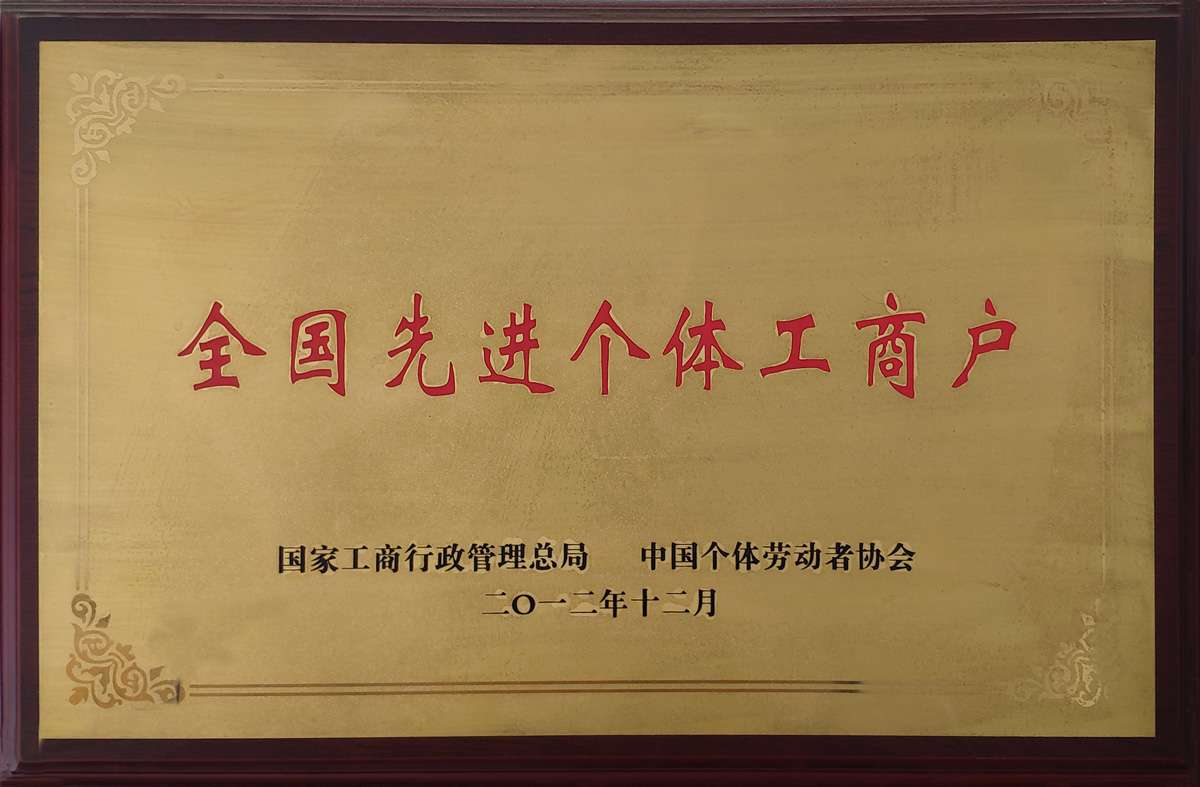 全国先进个体工商户
国家工商行政管理总局 中国个体劳动者协会
二〇一二年十二月